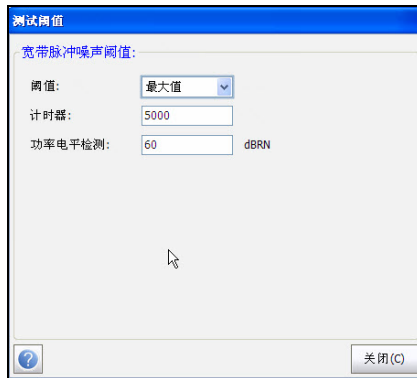 测试阈值
宽带脉冲噪声阈值:
阈值: 最大值
计时器: 5000
功率电平检测: 60 dBRN
? 关闭(C)